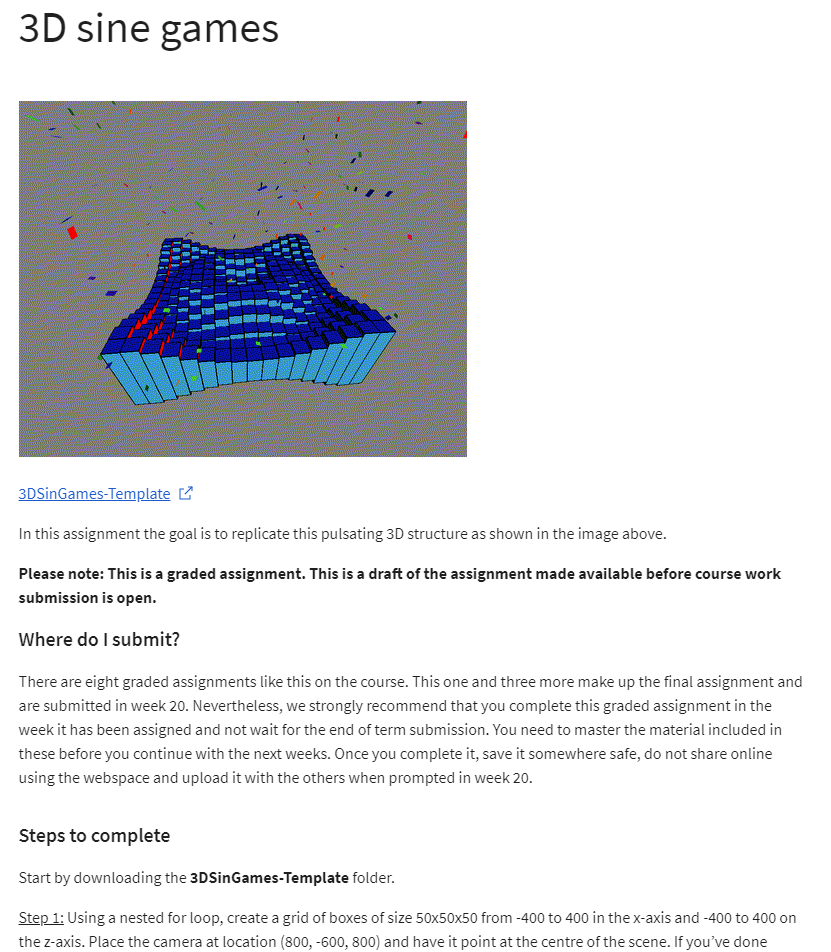 3D sine games
3DSinGames-Template
In this assignment the goal is to replicate this pulsating 3D structure as shown in the image above.
Please note: This is a graded assignment. This is a draft of the assignment made available before course work
submission is open.
Where do I submit?
There are eight graded assignments like this on the course. This one and three more make up the final assignment and
are submitted in week 20. Nevertheless, we strongly recommend that you complete this graded assignment in the
week it has been assigned and not wait for the end of term submission. You need to master the material included in
these before you continue with the next weeks. Once you complete it, save it somewhere safe, do not share online
using the webspace and upload it with the others when prompted in week 20.
Steps to complete
Start by downloading the 3DSinGames-Template folder.
Step 1: Using a nested for loop, create a grid of boxes of size 50x50x50 from -400 to 400 in the x-axis and -400 to 400 on
the z-axis. Place the camera at location (800, -600, 800) and have it point at the centre of the scene. If you’ve done